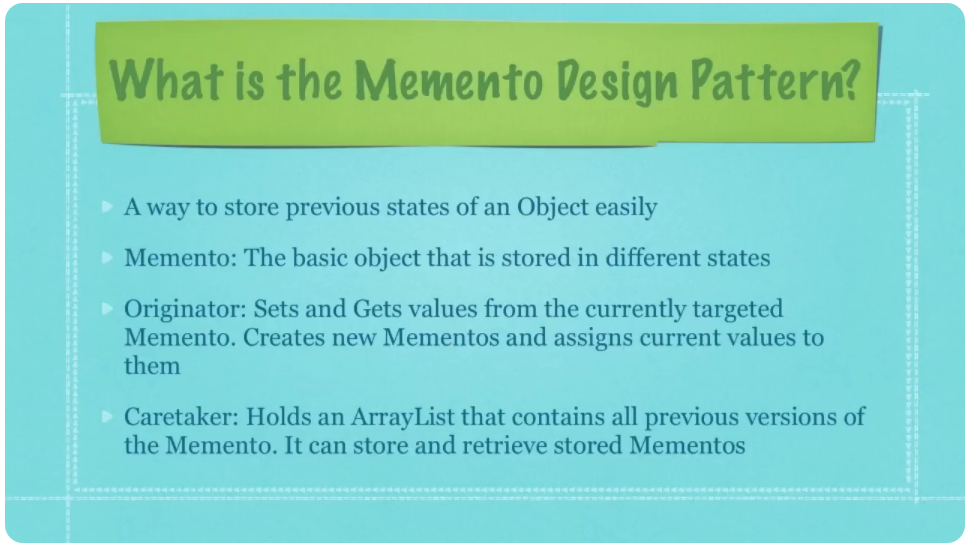 What is the Memento Design Pattern?
A way to store previous states of an Object easily
Memento: The basic object that is stored in different states
Originator: Sets and Gets values from the currently targeted
Memento. Creates new Mementos and assigns current values to
them
Caretaker: Holds an ArrayList that contains all previous versions of
the Memento. It can store and retrieve stored Mementos